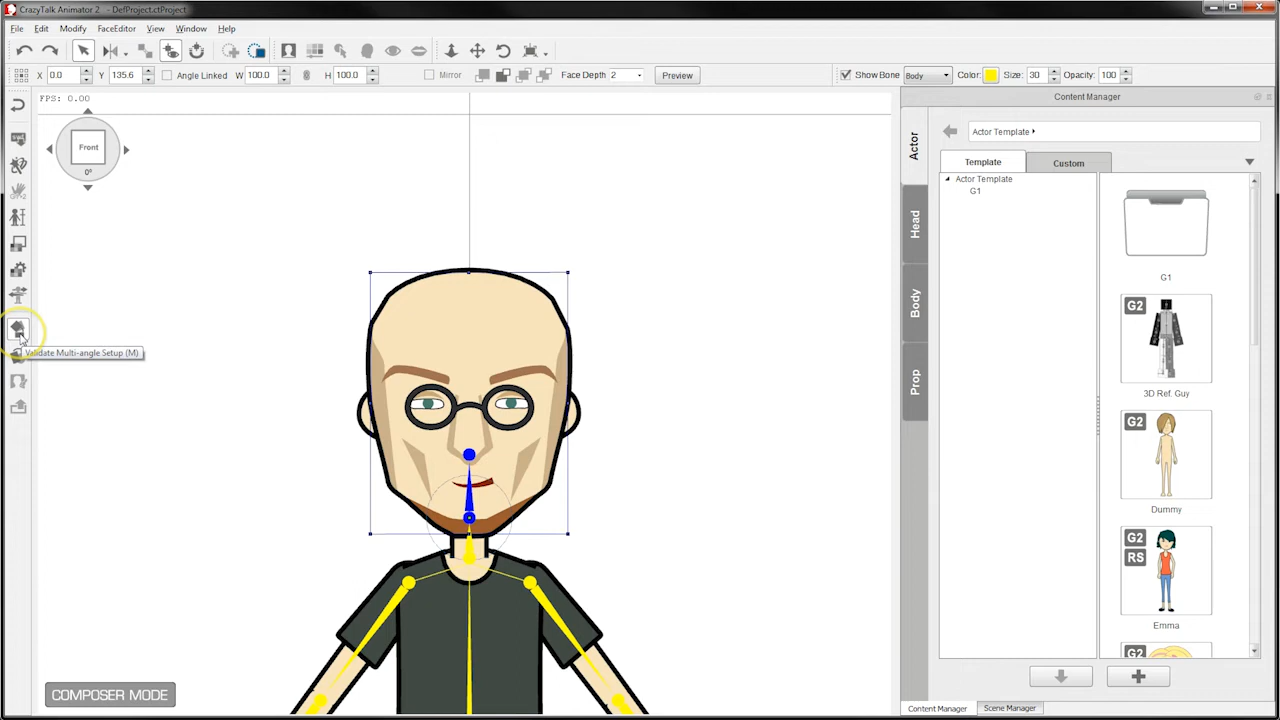 CrazyTalk Animator 2 - DefProject.ctProject
File Edit Modify FaceEditor View Window Help
X 0.0 Y 135.6 Angle Linked W 100.0 H 100.0 Mirror Face Depth 2 Preview Show Bone Body Color: Size: 30 Opacity: 100
FPS: 0.00
Front
0°
Validate Multi-angle Setup (M)
COMPOSER MODE
Content Manager
Actor
Head
Body
Prop
Actor Template
Template Custom
Actor Template
G1
G1
G2
3D Ref. Guy
G2
Dummy
G2
RS
Emma
G2
Content Manager Scene Manager